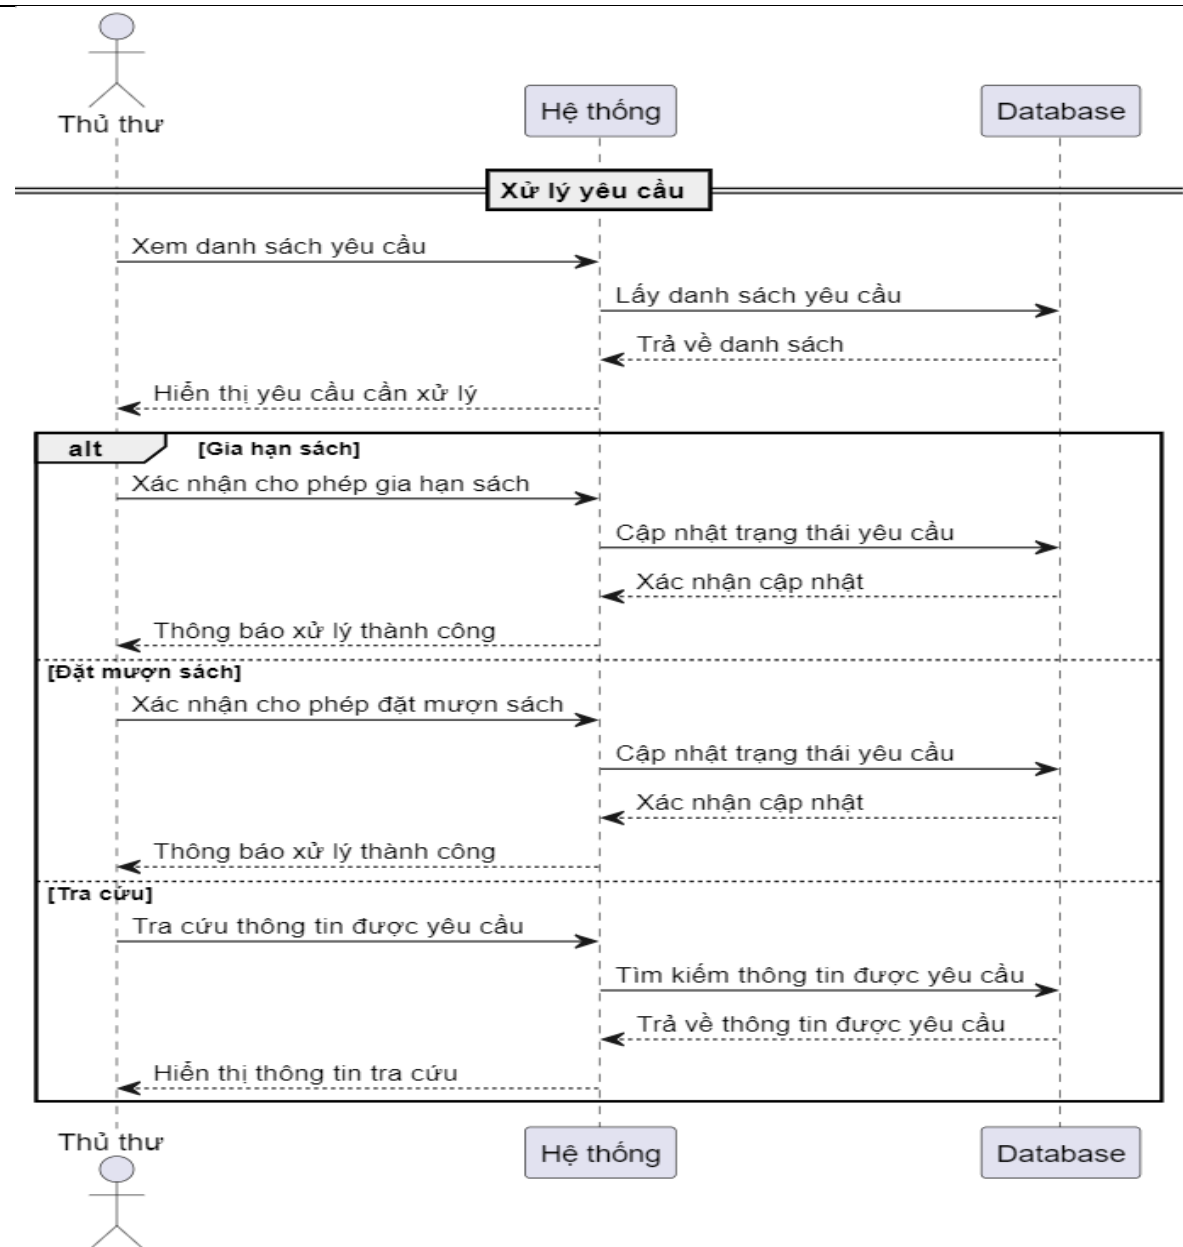 Thủ thư
Hệ thống
Database
Xử lý yêu cầu
Xem danh sách yêu cầu
Lấy danh sách yêu cầu
Trả về danh sách
Hiễn thị yêu cầu cần xử lý
alt [Gia hạn sách]
Xác nhận cho phép gia hạn sách
Cập nhật trạng thái yêu cầu
Xác nhận cập nhật
Thông báo xử lý thành công
[Đặt mượn sách]
Xác nhận cho phép đặt mượn sách
Cập nhật trạng thái yêu cầu
Xác nhận cập nhật
Thông báo xử lý thành công
[Tra cứu]
Tra cứu thông tin được yêu cầu
Tìm kiếm thông tin được yêu cầu
Trả về thông tin được yêu cầu
Hiễn thị thông tin tra cứu
Thủ thư
Hệ thống
Database